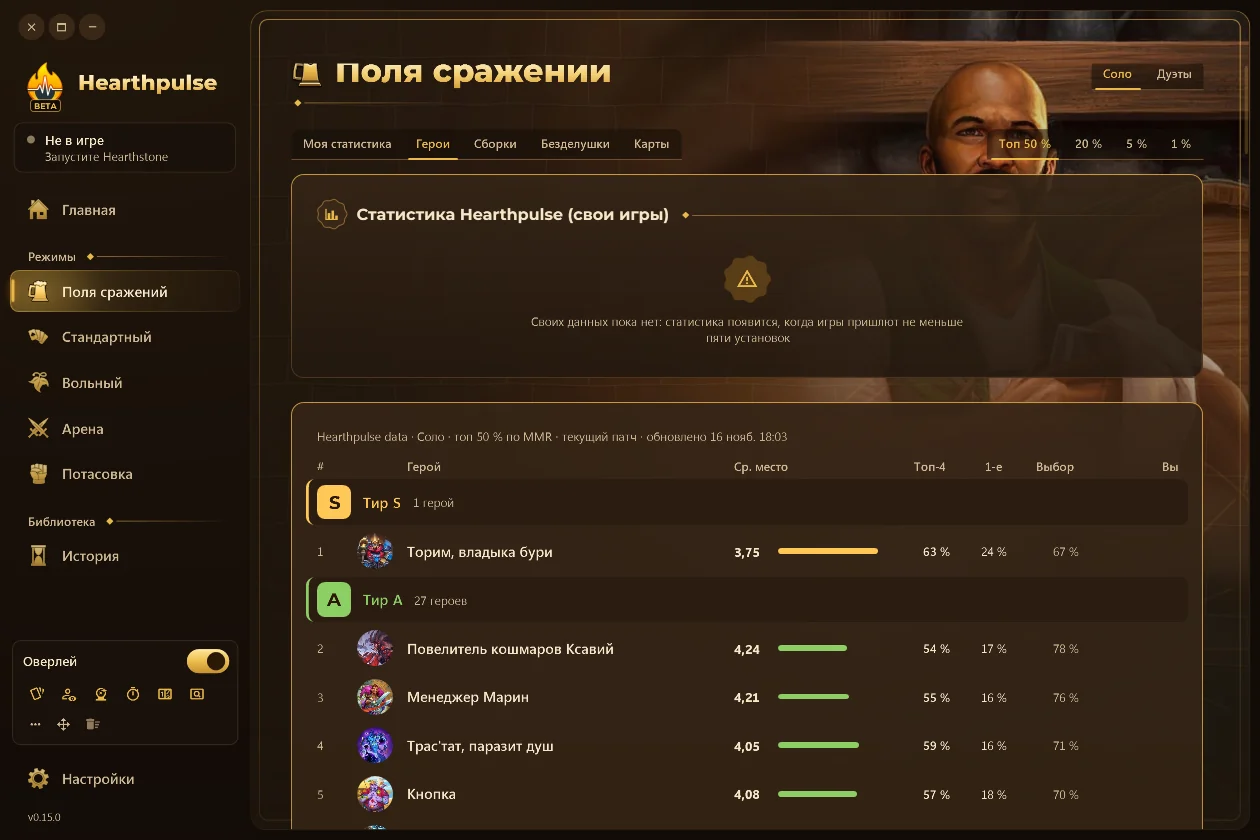 Hearthpulse
BETA
Не в игре
Запустите Hearthstone
Главная
Режимы
Поля сражений
Стандартный
Вольный
Арена
Потасовка
Библиотека
История
Оверлей
Настройки
v0.15.0
Поля сражении
Соло Дуэты
Моя статистика Герои Сборки Безделушки Карты
Топ 50 % 20 % 5 % 1 %
Статистика Hearthpulse (свои игры)
Своих данных пока нет: статистика появится, когда игры пришлют не меньше
пяти установок
Hearthpulse data · Соло · топ 50 % по MMR · текущий патч · обновлено 16 нояб. 18:03
# Герой Ср. место Топ-4 1-е Выбор Вы
S Тир S 1 герой
1 Торим, владыка бури 3,75 63 % 24 % 67 %
A Тир A 27 героев
2 Повелитель кошмаров Ксавий 4,24 54 % 17 % 78 %
3 Менеджер Марин 4,21 55 % 16 % 76 %
4 Трас'тат, паразит душ 4,05 59 % 16 % 71 %
5 Кнопка 4,08 57 % 18 % 70 %